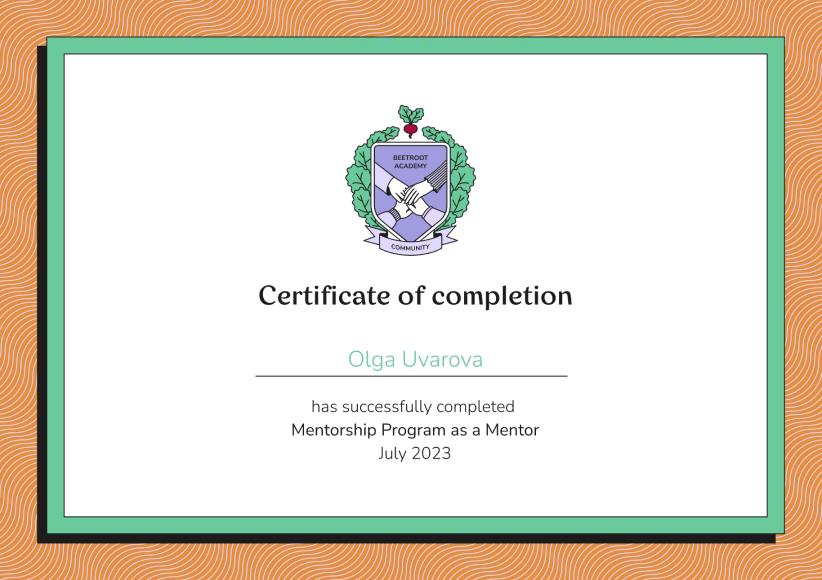 BEETROOT
ACADEMY
COMMUNITY
Certificate of completion
Olga Uvarova
has successfully completed
Mentorship Program as a Mentor
July 2023